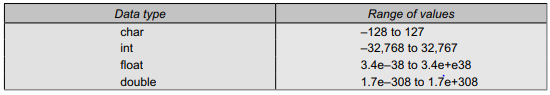 Data type Range of values
char –128 to 127
int –32,768 to 32,767
float 3.4e–38 to 3.4e+e38
double 1.7e–308 to 1.7e+308